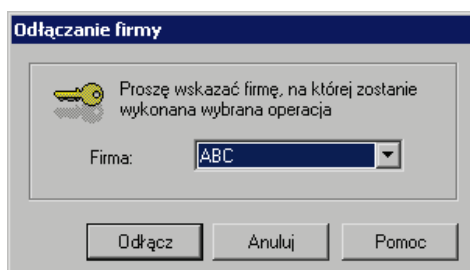 Odłączanie firmy
Proszę wskazać firmę, na której zostanie
wykonana wybrana operacja
Firma: ABC
Odłącz Anuluj Pomoc